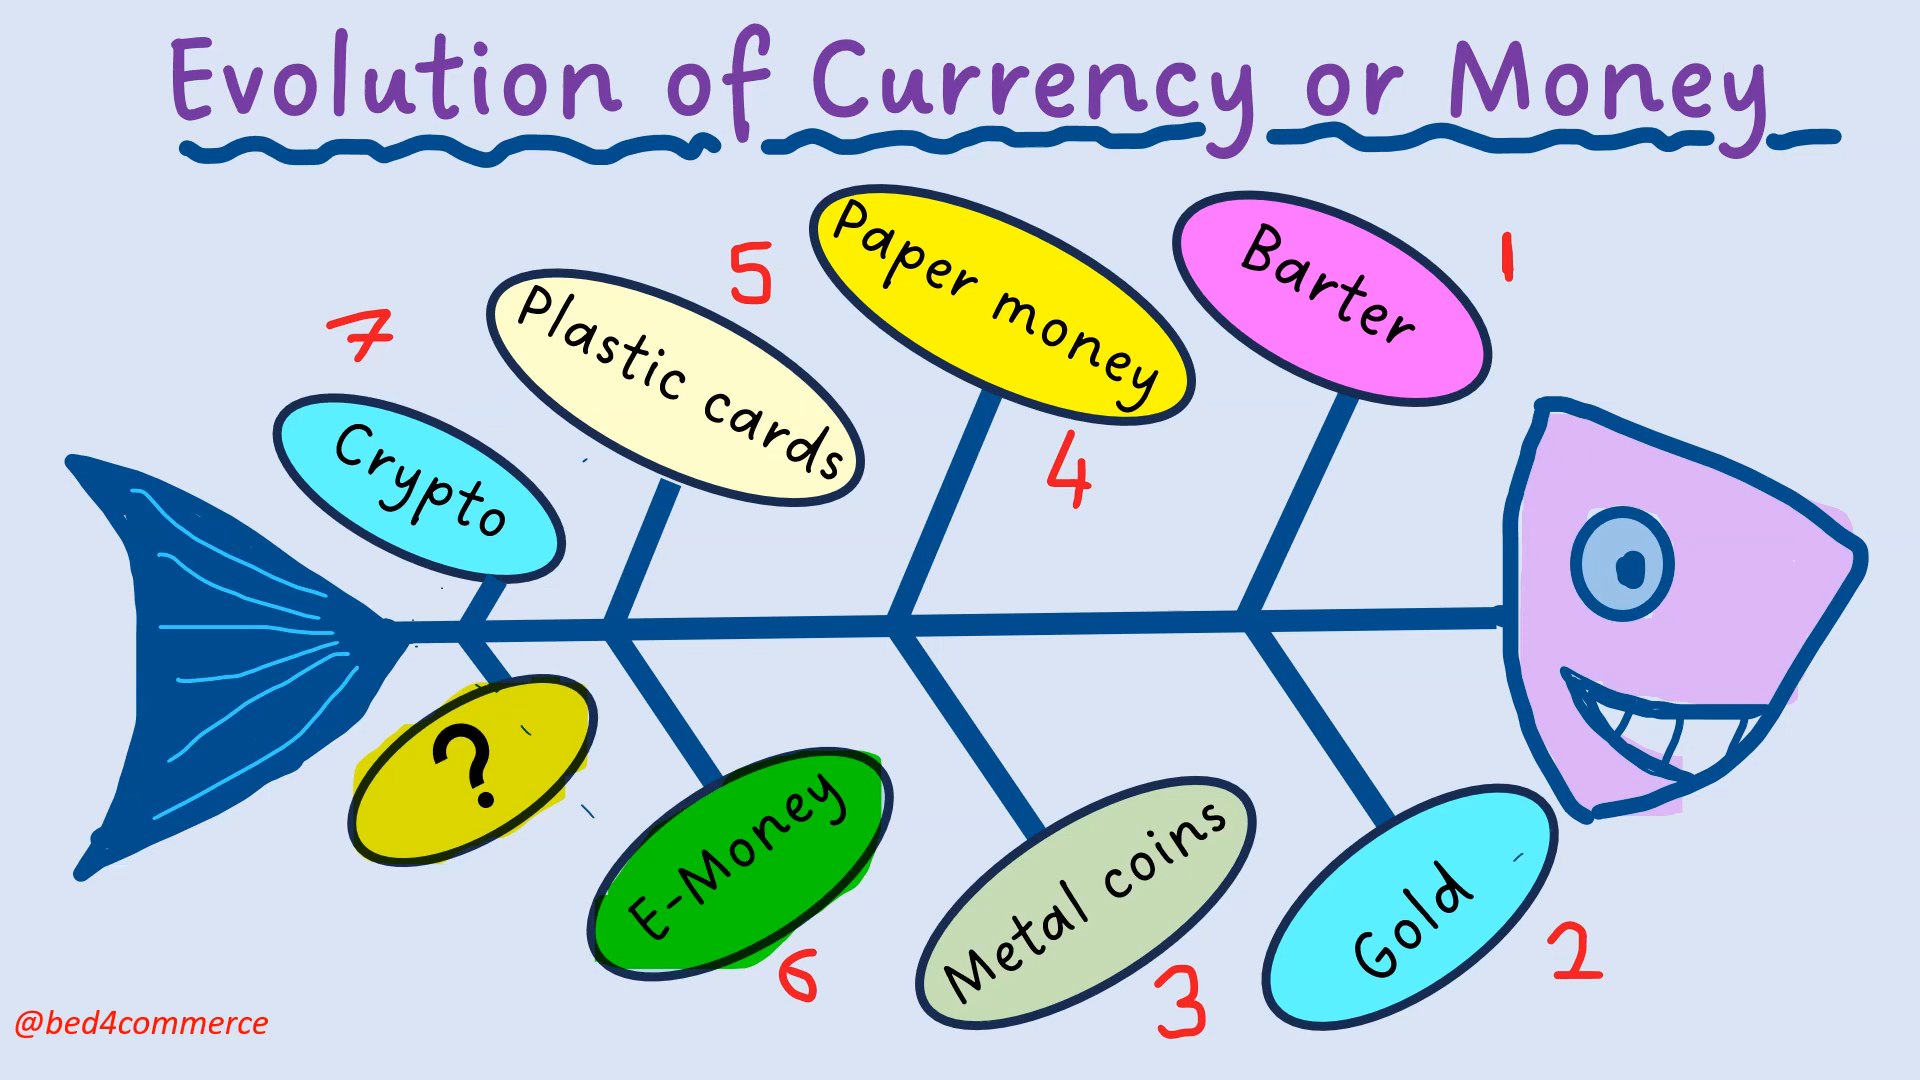 Evolution of Currency or Money
Barter
1
Gold
2
Metal coins
3
Paper money
4
Plastic cards
5
E-Money
6
Crypto
7
?
@bed4commerce